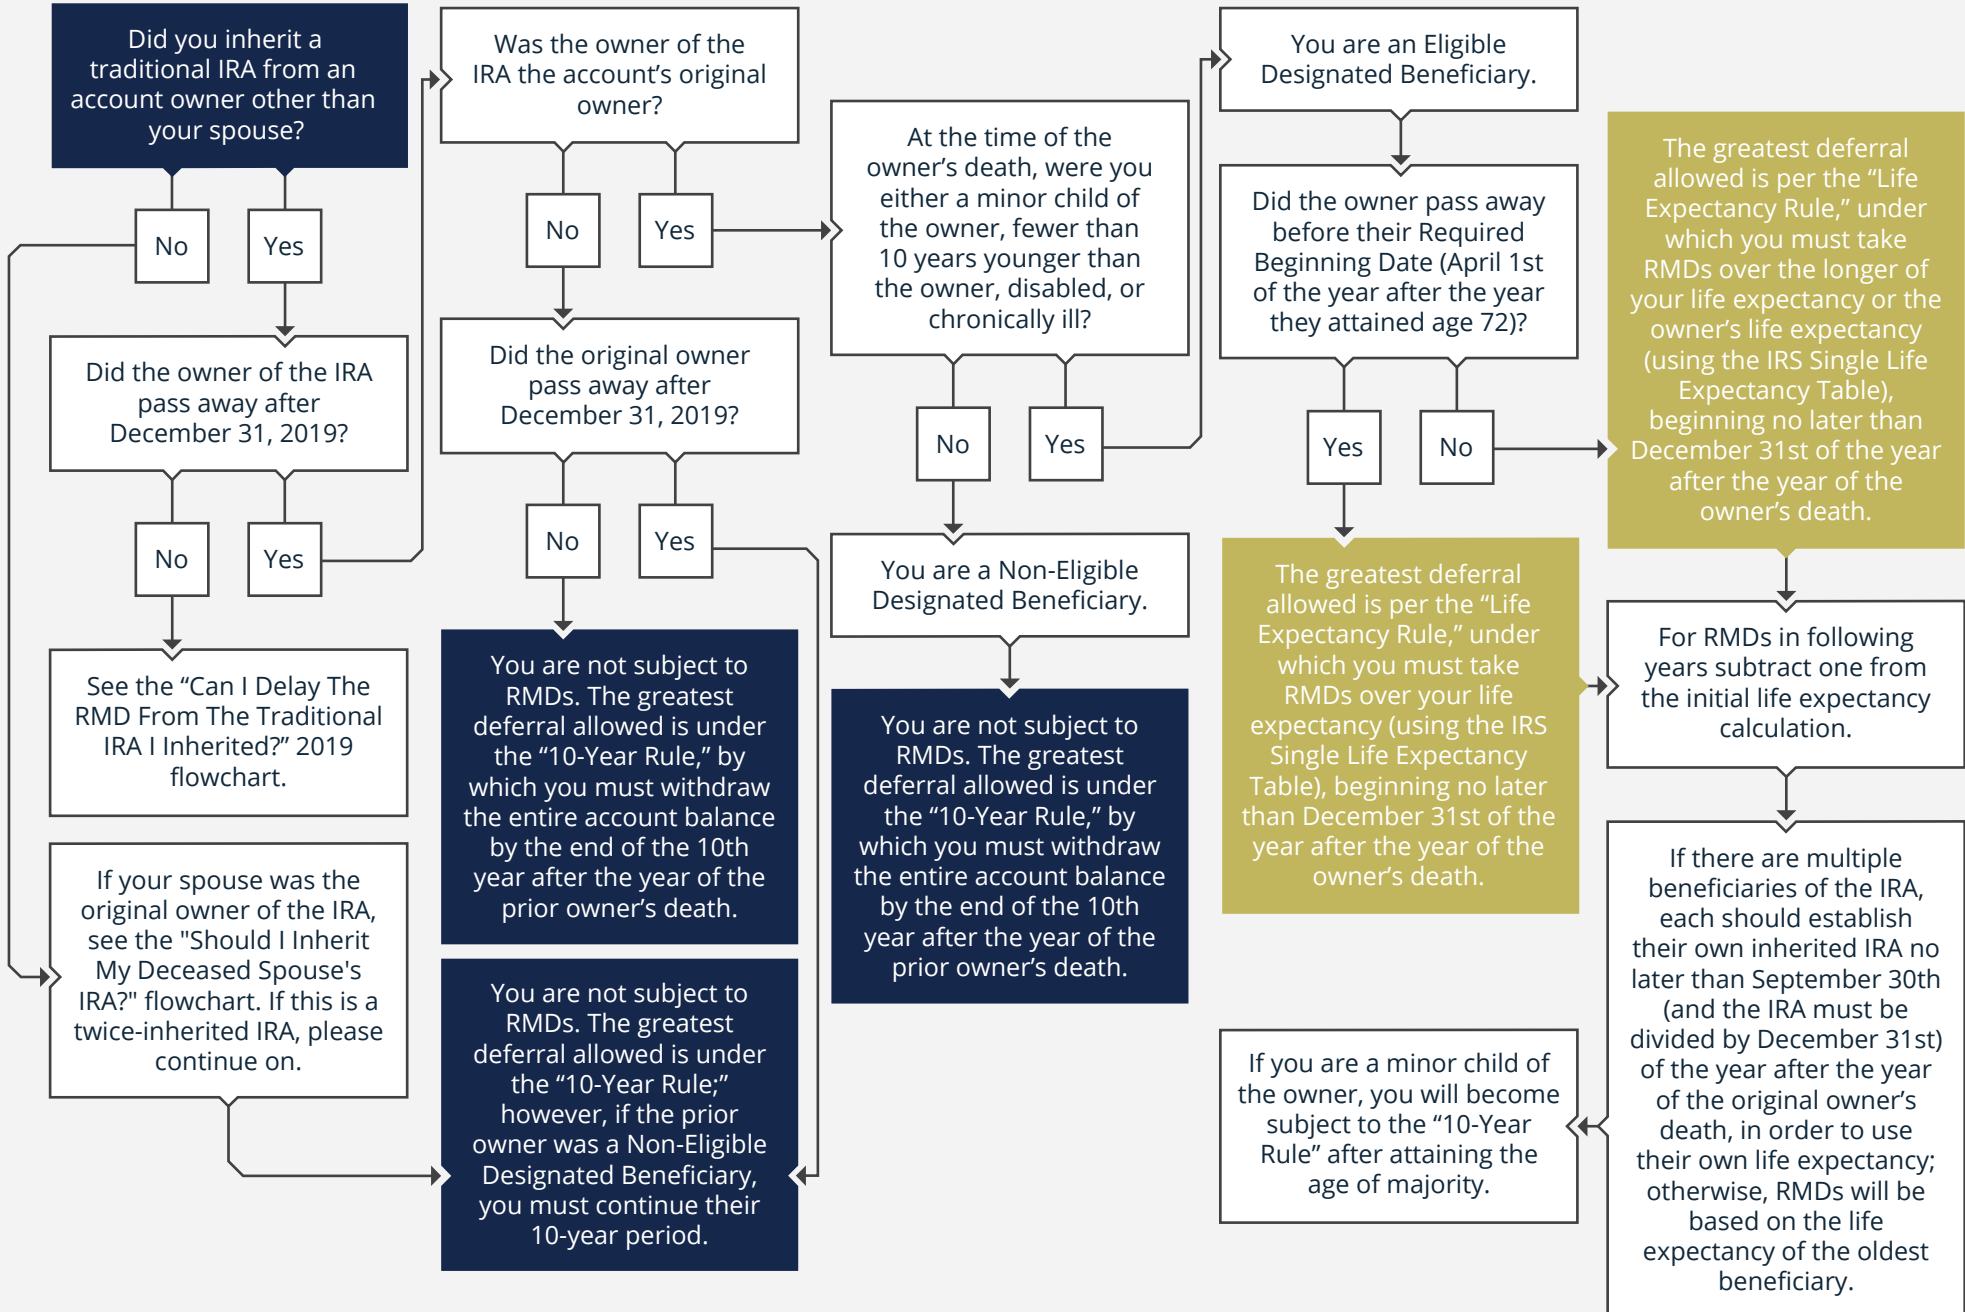 Did you inherit a
traditional IRA from an
account owner other than
your spouse?
No
Yes
Did the owner of the IRA
pass away after
December 31, 2019?
No
Yes
See the “Can I Delay The
RMD From The Traditional
IRA I Inherited?” 2019
flowchart.
If your spouse was the
original owner of the IRA,
see the "Should I Inherit
My Deceased Spouse's
IRA?" flowchart. If this is a
twice-inherited IRA, please
continue on.
Was the owner of the
IRA the account’s original
owner?
No
Yes
Did the original owner
pass away after
December 31, 2019?
No
Yes
You are not subject to
RMDs. The greatest
deferral allowed is under
the “10-Year Rule,” by
which you must withdraw
the entire account balance
by the end of the 10th
year after the year of the
prior owner’s death.
You are not subject to
RMDs. The greatest
deferral allowed is under
the “10-Year Rule;”
however, if the prior
owner was a Non-Eligible
Designated Beneficiary,
you must continue their
10-year period.
At the time of the
owner’s death, were you
either a minor child of
the owner, fewer than
10 years younger than
the owner, disabled, or
chronically ill?
No
Yes
You are a Non-Eligible
Designated Beneficiary.
You are not subject to
RMDs. The greatest
deferral allowed is under
the “10-Year Rule,” by
which you must withdraw
the entire account balance
by the end of the 10th
year after the year of the
prior owner’s death.
You are an Eligible
Designated Beneficiary.
Did the owner pass away
before their Required
Beginning Date (April 1st
of the year after the year
they attained age 72)?
Yes
No
The greatest deferral
allowed is per the “Life
Expectancy Rule,” under
which you must take
RMDs over your life
expectancy (using the IRS
Single Life Expectancy
Table), beginning no later
than December 31st of the
year after the year of the
owner’s death.
The greatest deferral
allowed is per the “Life
Expectancy Rule,” under
which you must take
RMDs over the longer of
your life expectancy or the
owner’s life expectancy
(using the IRS Single Life
Expectancy Table),
beginning no later than
December 31st of the year
after the year of the
owner’s death.
For RMDs in following
years subtract one from
the initial life expectancy
calculation.
If there are multiple
beneficiaries of the IRA,
each should establish
their own inherited IRA no
later than September 30th
(and the IRA must be
divided by December 31st)
of the year after the year
of the original owner’s
death, in order to use
their own life expectancy;
otherwise, RMDs will be
based on the life
expectancy of the oldest
beneficiary.
If you are a minor child of
the owner, you will become
subject to the “10-Year
Rule” after attaining the
age of majority.